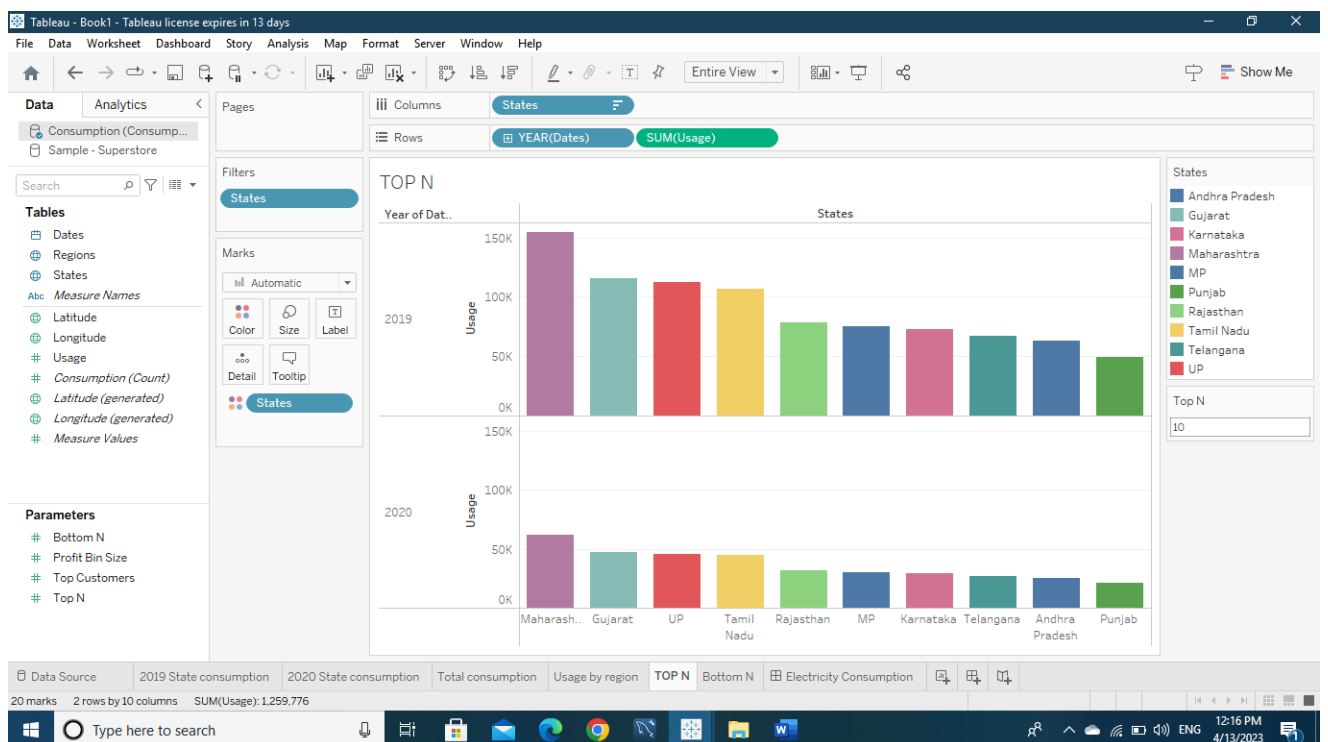 Tableau - Book1 - Tableau license expires in 13 days
File Data Worksheet Dashboard Story Analysis Map Format Server Window Help
Entire View
Show Me
Data Analytics
Consumption (Consump...
Sample - Superstore
Search
Tables
Dates
Regions
States
Abc Measure Names
Latitude
Longitude
# Usage
# Consumption (Count)
Latitude (generated)
Longitude (generated)
# Measure Values
Parameters
# Bottom N
# Profit Bin Size
# Top Customers
# Top N
Pages
Filters
States
Marks
Automatic
Color Size Label
Detail Tooltip
States
Columns States
Rows YEAR(Dates) SUM(Usage)
TOP N
Year of Dat..
States
2019
Usage
150K
100K
50K
0K
2020
Usage
150K
100K
50K
0K
Maharash.. Gujarat UP Tamil Nadu Rajasthan MP Karnataka Telangana Andhra Pradesh Punjab
States
Andhra Pradesh
Gujarat
Karnataka
Maharashtra
MP
Punjab
Rajasthan
Tamil Nadu
Telangana
UP
Top N
10
Data Source 2019 State consumption 2020 State consumption Total consumption Usage by region TOP N Bottom N Electricity Consumption
20 marks 2 rows by 10 columns SUM(Usage): 1,259,776
Type here to search
ENG
12:16 PM
4/13/2023